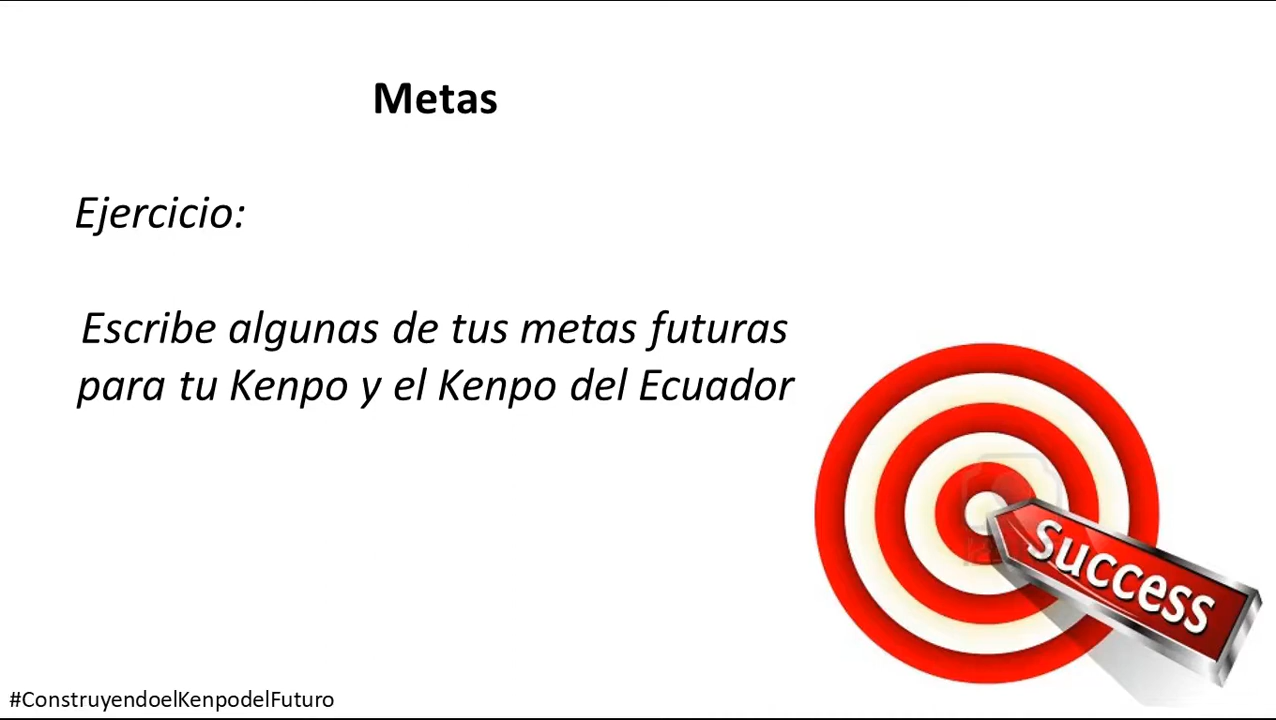 Metas
Ejercicio:
Escribe algunas de tus metas futuras
para tu Kenpo y el Kenpo del Ecuador
success
#ConstruyendoelKenpodelFuturo